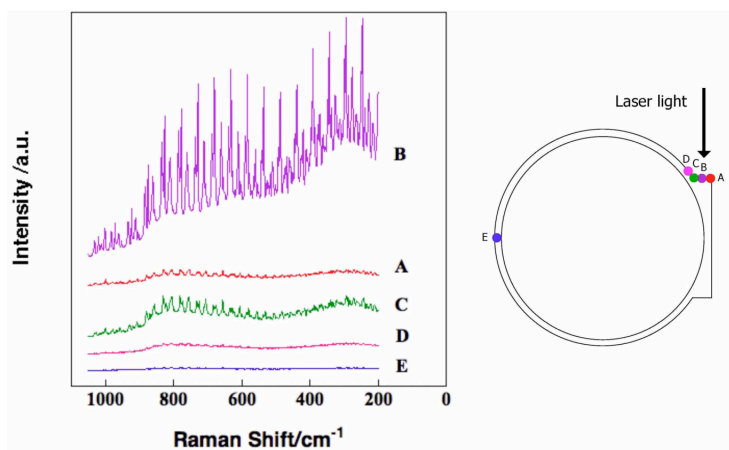 Intensity /a.u.
B
A
C
D
E
1000 800 600 400 200 0
Raman Shift/cm-1
Laser light
D C B A
E